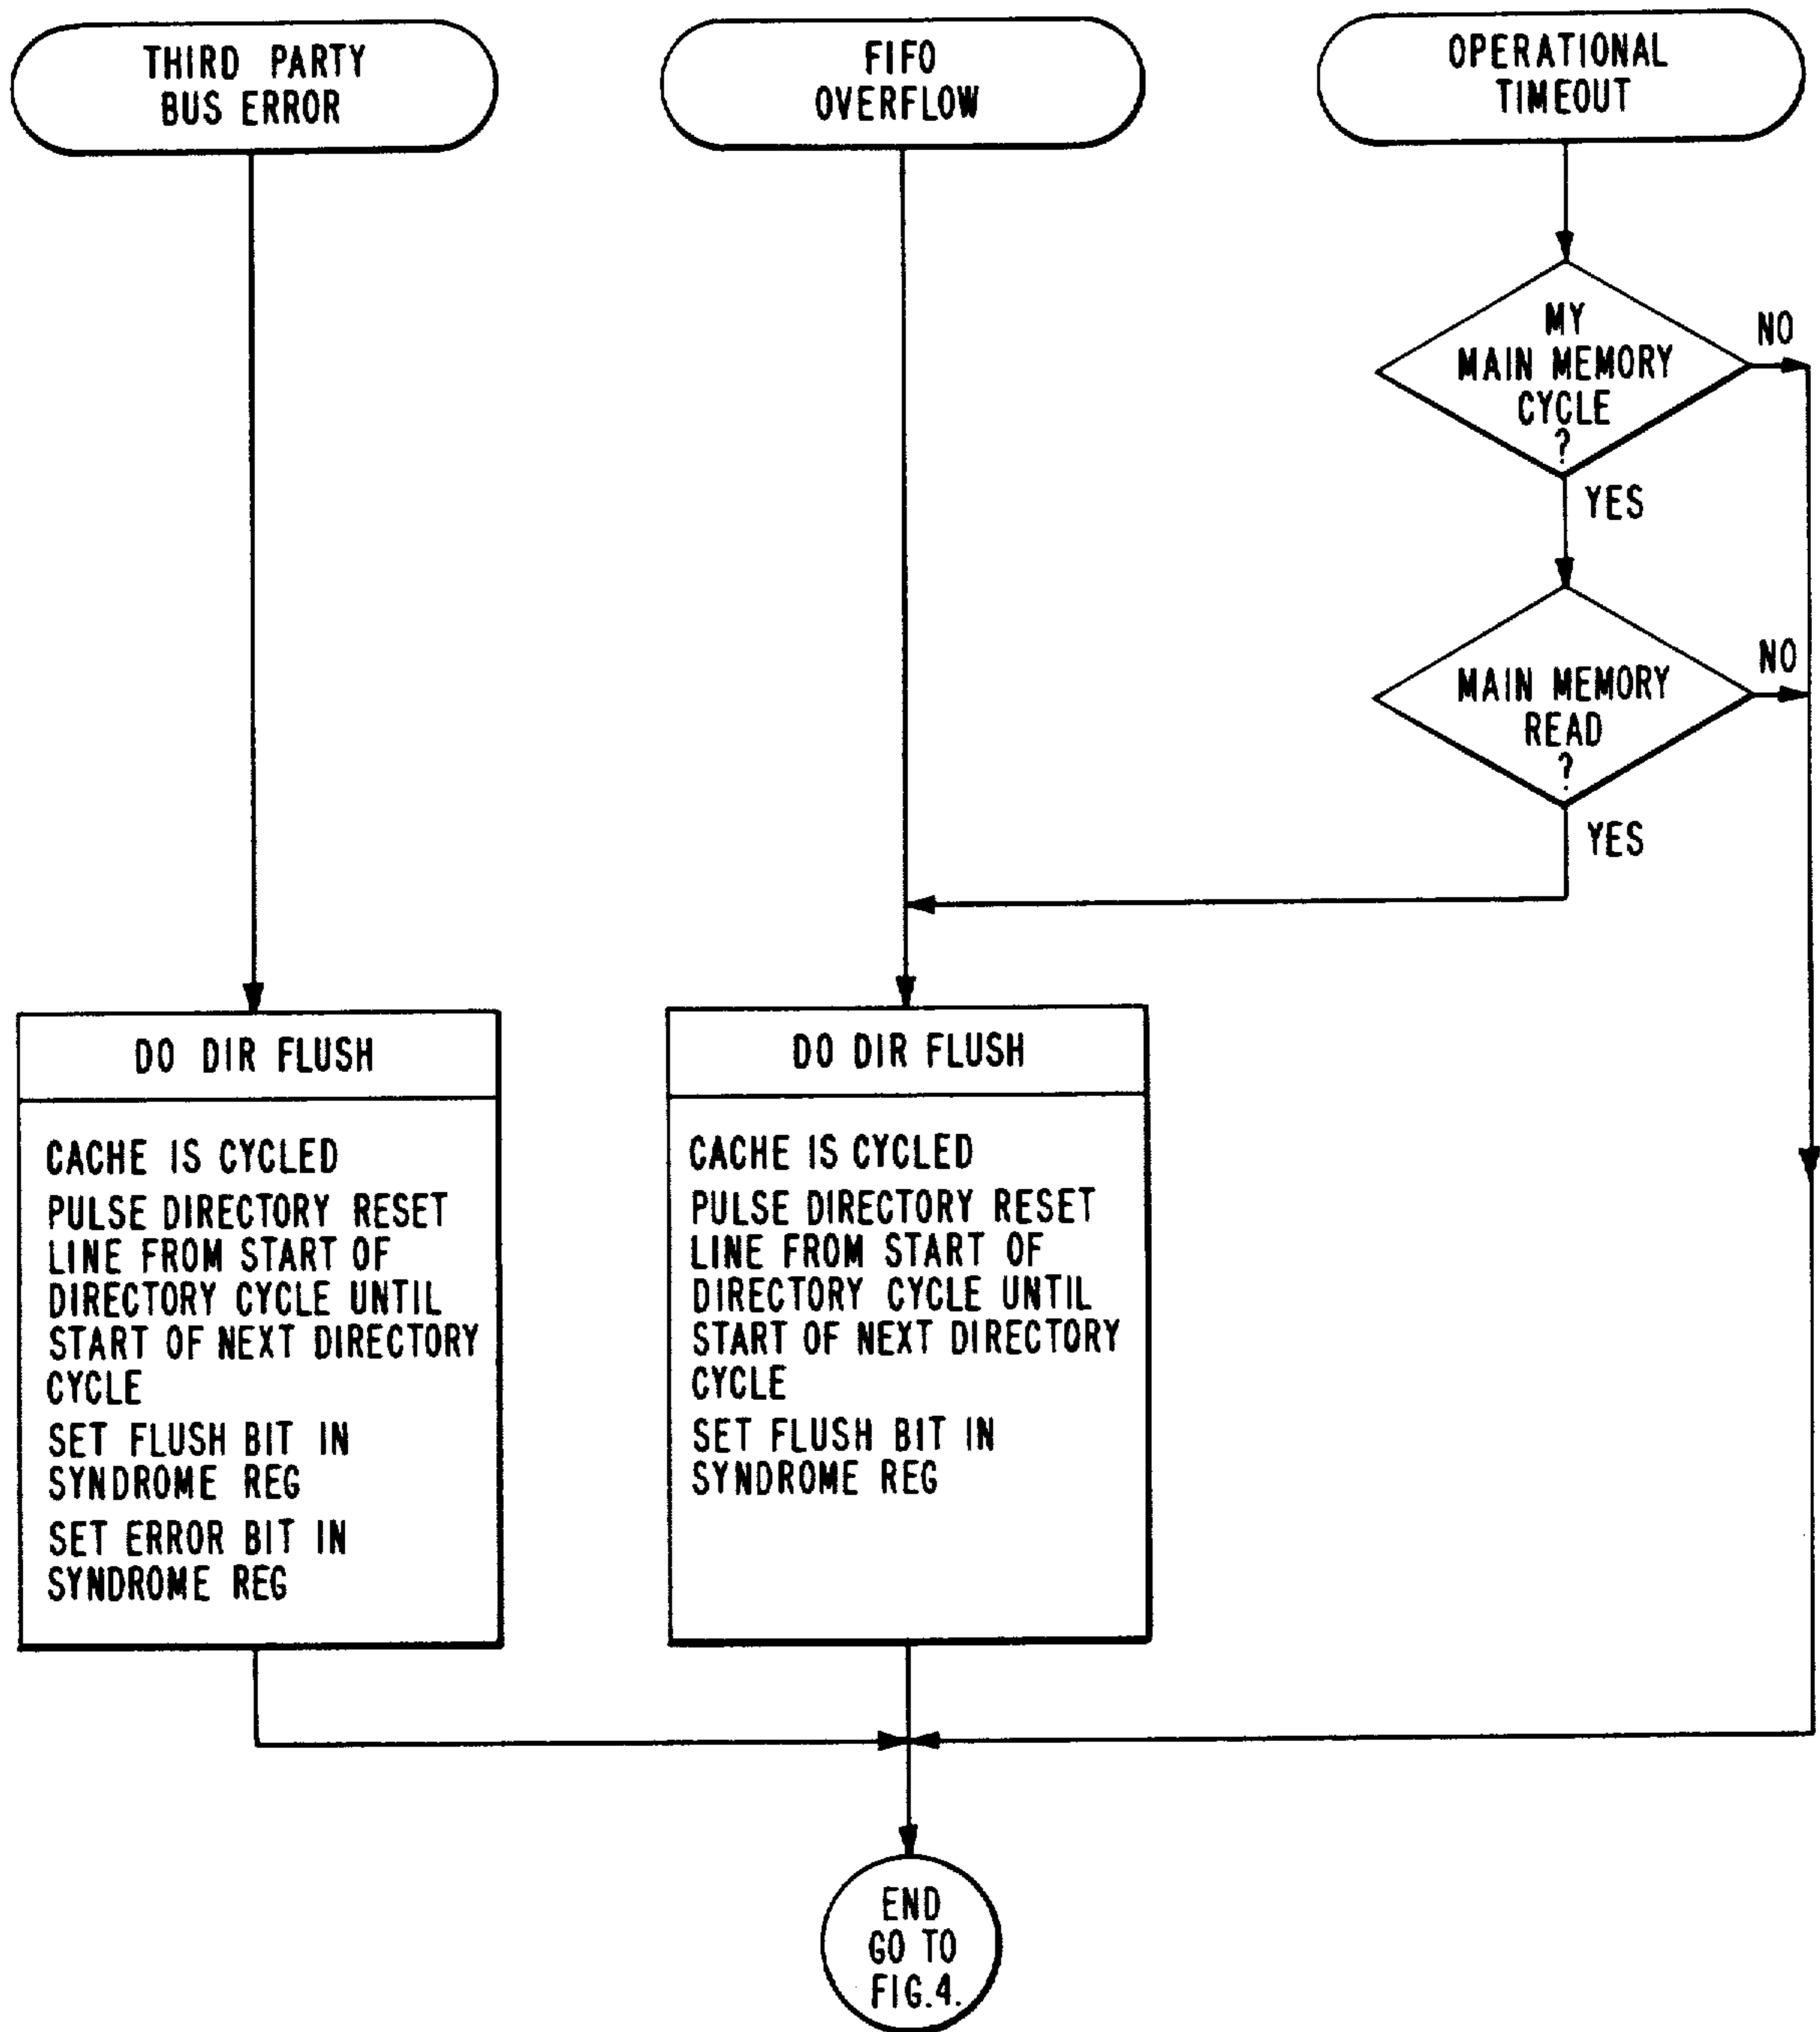 THIRD PARTY
BUS ERROR
FIFO
OVERFLOW
OPERATIONAL
TIMEOUT
MY
MAIN MEMORY
CYCLE
?
NO
YES
MAIN MEMORY
READ
?
NO
YES
DO DIR FLUSH
CACHE IS CYCLED
PULSE DIRECTORY RESET
LINE FROM START OF
DIRECTORY CYCLE UNTIL
START OF NEXT DIRECTORY
CYCLE
SET FLUSH BIT IN
SYNDROME REG
SET ERROR BIT IN
SYNDROME REG
DO DIR FLUSH
CACHE IS CYCLED
PULSE DIRECTORY RESET
LINE FROM START OF
DIRECTORY CYCLE UNTIL
START OF NEXT DIRECTORY
CYCLE
SET FLUSH BIT IN
SYNDROME REG
END
GO TO
FIG.4.